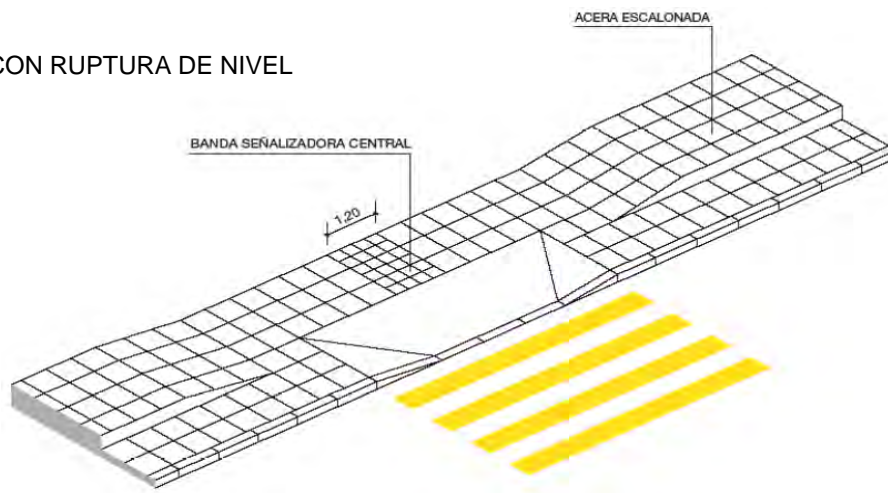 ACERA ESCALONADA
CON RUPTURA DE NIVEL
BANDA SEÑALIZADORA CENTRAL
1,20